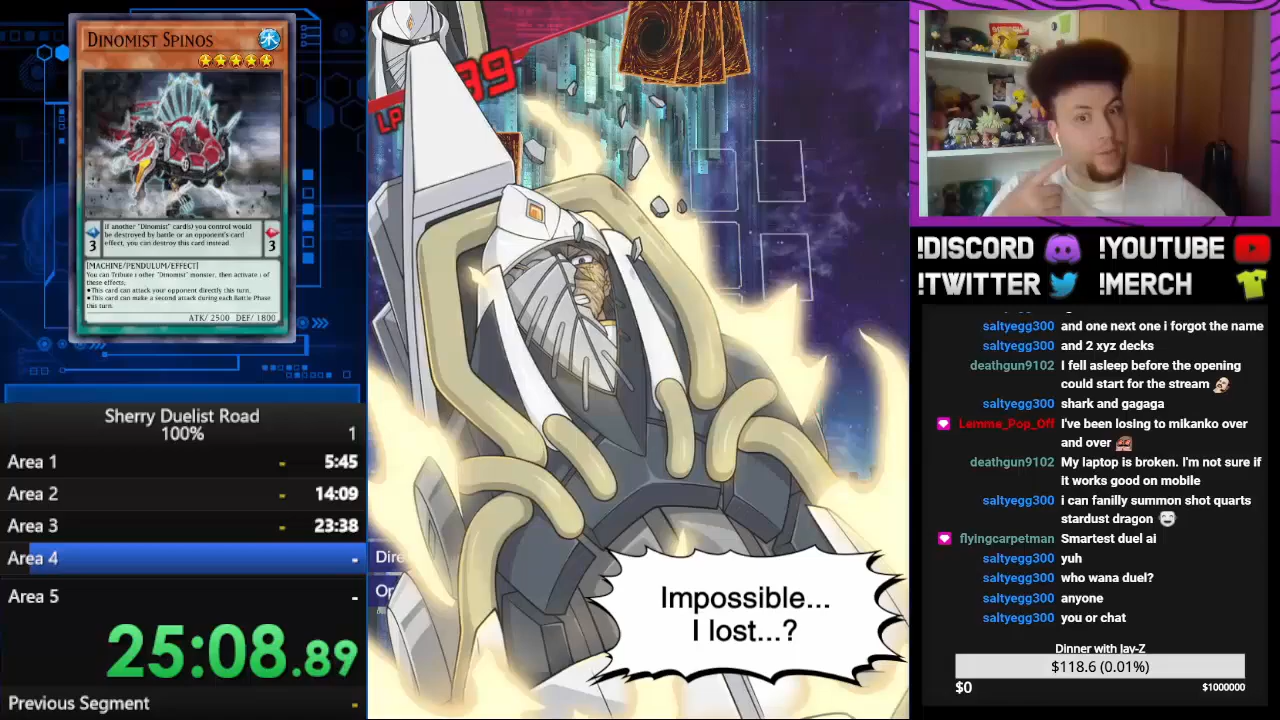 DINOMIST SPINOS
3
If another "Dinomist" card(s) you control would
be destroyed by battle or an opponent's card
effect, you can destroy this card instead.
3
[MACHINE/PENDULUM/EFFECT]
You can Tribute 1 other "Dinomist" monster, then activate 1 of
these effects;
●This card can attack your opponent directly this turn.
●This card can make a second attack during each Battle Phase
this turn.
ATK/ 2500 DEF/ 1800
Sherry Duelist Road
100%
1
Area 1 - 5:45
Area 2 - 14:09
Area 3 - 23:38
Area 4 -
Area 5 -
25:08.89
Previous Segment -
LP
99
Dire
Impossible...
I lost...?
!DISCORD !YOUTUBE
!TWITTER !MERCH
saltyegg300 and one next one i forgot the name
saltyegg300 and 2 xyz decks
deathgun9102 I fell asleep before the opening
could start for the stream
saltyegg300 shark and gagaga
Lemme_Pop_Off I've been losing to mikanko over
and over
deathgun9102 My laptop is broken. I'm not sure if
it works good on mobile
saltyegg300 i can fanilly summon shot quarts
stardust dragon
flyingcarpetman Smartest duel ai
saltyegg300 yuh
saltyegg300 who wana duel?
saltyegg300 anyone
saltyegg300 you or chat
Dinner with lav-Z
$118.6 (0.01%)
$0
$1000000